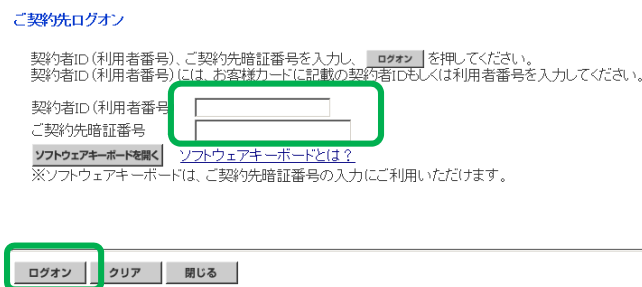 ご契約先ログオン
契約者ID(利用者番号)、ご契約先暗証番号を入力し、 ログオン を押してください。
契約者ID(利用者番号)には、お客様カードに記載の契約者IDもしくは利用者番号を入力してください。
契約者ID(利用者番号
ご契約先暗証番号
ソフトウェアキーボードを開く ソフトウェアキーボードとは?
※ソフトウェアキーボードは、ご契約先暗証番号の入力にご利用いただけます。
ログオン クリア 閉じる